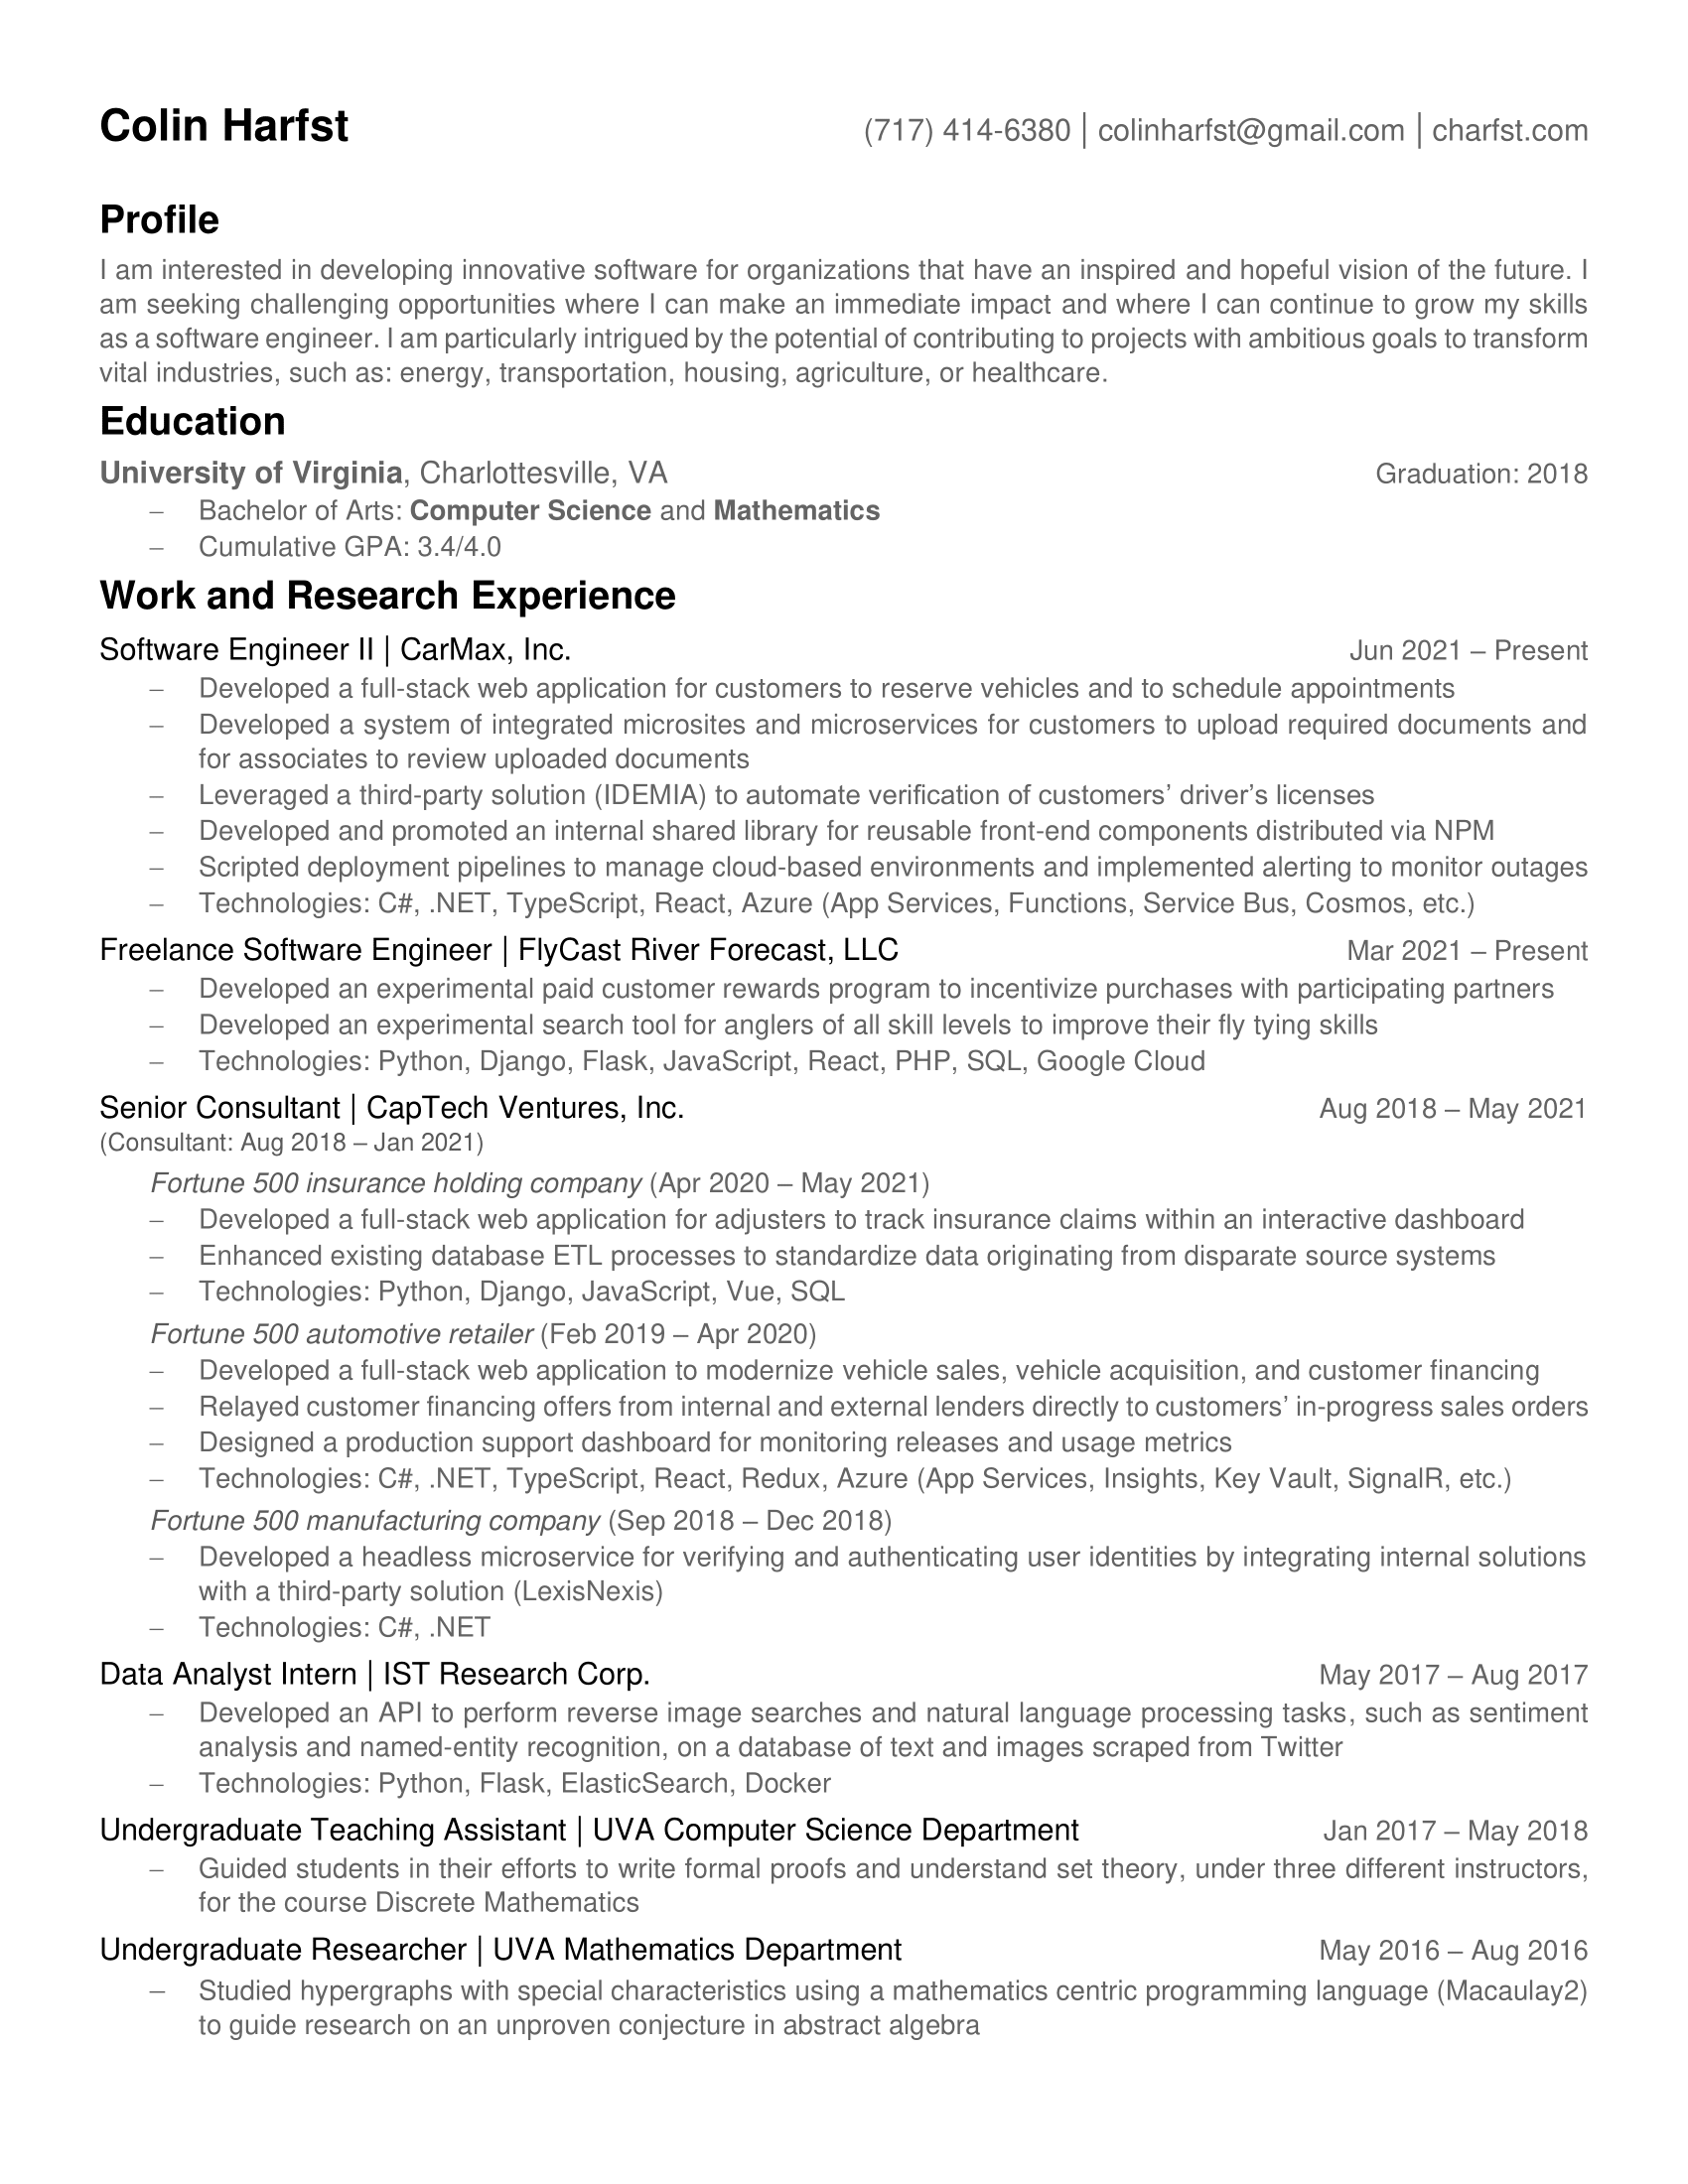 Colin Harfst
(717) 414-6380 | colinharfst@gmail.com | charfst.com
Profile
I am interested in developing innovative software for organizations that have an inspired and hopeful vision of the future. I
am seeking challenging opportunities where I can make an immediate impact and where I can continue to grow my skills
as a software engineer. I am particularly intrigued by the potential of contributing to projects with ambitious goals to transform
vital industries, such as: energy, transportation, housing, agriculture, or healthcare.
Education
University of Virginia, Charlottesville, VA Graduation: 2018
– Bachelor of Arts: Computer Science and Mathematics
– Cumulative GPA: 3.4/4.0
Work and Research Experience
Software Engineer II | CarMax, Inc. Jun 2021 – Present
– Developed a full-stack web application for customers to reserve vehicles and to schedule appointments
– Developed a system of integrated microsites and microservices for customers to upload required documents and
for associates to review uploaded documents
– Leveraged a third-party solution (IDEMIA) to automate verification of customers’ driver’s licenses
– Developed and promoted an internal shared library for reusable front-end components distributed via NPM
– Scripted deployment pipelines to manage cloud-based environments and implemented alerting to monitor outages
– Technologies: C#, .NET, TypeScript, React, Azure (App Services, Functions, Service Bus, Cosmos, etc.)
Freelance Software Engineer | FlyCast River Forecast, LLC Mar 2021 – Present
– Developed an experimental paid customer rewards program to incentivize purchases with participating partners
– Developed an experimental search tool for anglers of all skill levels to improve their fly tying skills
– Technologies: Python, Django, Flask, JavaScript, React, PHP, SQL, Google Cloud
Senior Consultant | CapTech Ventures, Inc. Aug 2018 – May 2021
(Consultant: Aug 2018 – Jan 2021)
Fortune 500 insurance holding company (Apr 2020 – May 2021)
– Developed a full-stack web application for adjusters to track insurance claims within an interactive dashboard
– Enhanced existing database ETL processes to standardize data originating from disparate source systems
– Technologies: Python, Django, JavaScript, Vue, SQL
Fortune 500 automotive retailer (Feb 2019 – Apr 2020)
– Developed a full-stack web application to modernize vehicle sales, vehicle acquisition, and customer financing
– Relayed customer financing offers from internal and external lenders directly to customers’ in-progress sales orders
– Designed a production support dashboard for monitoring releases and usage metrics
– Technologies: C#, .NET, TypeScript, React, Redux, Azure (App Services, Insights, Key Vault, SignalR, etc.)
Fortune 500 manufacturing company (Sep 2018 – Dec 2018)
– Developed a headless microservice for verifying and authenticating user identities by integrating internal solutions
with a third-party solution (LexisNexis)
– Technologies: C#, .NET
Data Analyst Intern | IST Research Corp. May 2017 – Aug 2017
– Developed an API to perform reverse image searches and natural language processing tasks, such as sentiment
analysis and named-entity recognition, on a database of text and images scraped from Twitter
– Technologies: Python, Flask, ElasticSearch, Docker
Undergraduate Teaching Assistant | UVA Computer Science Department Jan 2017 – May 2018
– Guided students in their efforts to write formal proofs and understand set theory, under three different instructors,
for the course Discrete Mathematics
Undergraduate Researcher | UVA Mathematics Department May 2016 – Aug 2016
– Studied hypergraphs with special characteristics using a mathematics centric programming language (Macaulay2)
to guide research on an unproven conjecture in abstract algebra